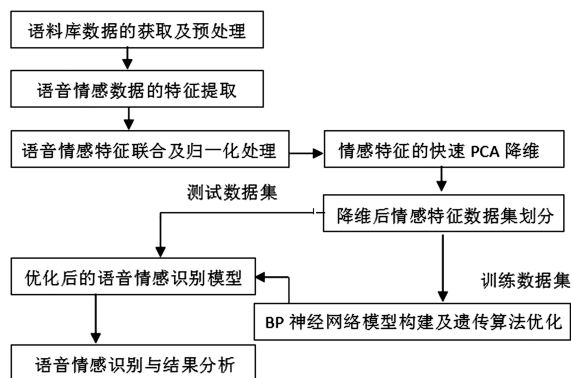 语料库数据的获取及预处理
语音情感数据的特征提取
语音情感特征联合及归一化处理
情感特征的快速 PCA 降维
测试数据集
降维后情感特征数据集划分
优化后的语音情感识别模型
训练数据集
BP 神经网络模型构建及遗传算法优化
语音情感识别与结果分析